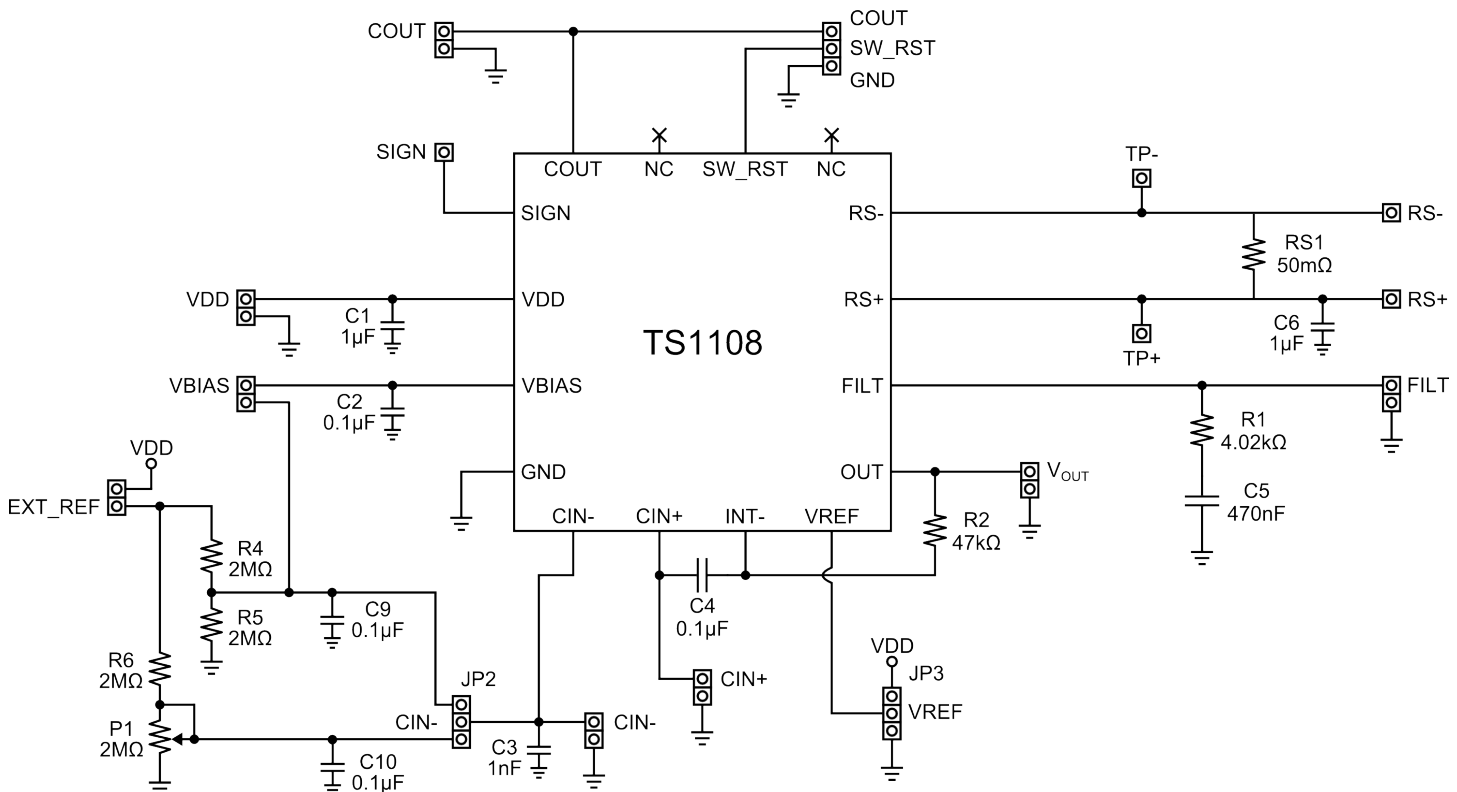 COUT
COUT
SW_RST
GND
SIGN
COUT
NC
SW_RST
NC
TP-
SIGN
RS-
RS-
RS1
50mΩ
VDD
C1
1µF
VDD
RS+
RS+
C6
1µF
TS1108
TP+
VBIAS
C2
0.1µF
VBIAS
FILT
FILT
R1
4.02kΩ
VDD
EXT_REF
GND
OUT
VOUT
C5
470nF
CIN-
CIN+
INT-
VREF
R2
47kΩ
R4
2MΩ
R5
2MΩ
C9
0.1µF
C4
0.1µF
R6
2MΩ
VDD
JP3
JP2
CIN+
VREF
P1
2MΩ
CIN-
CIN-
C3
1nF
C10
0.1µF